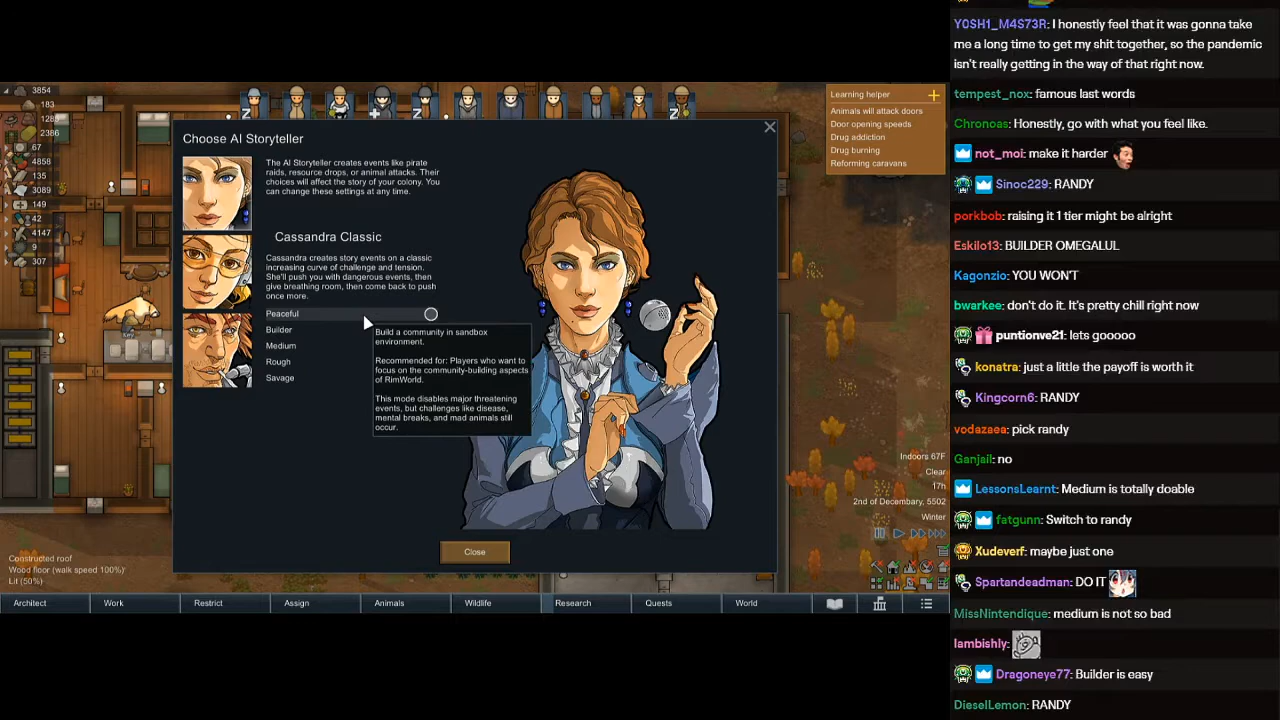 3854
183
1285
2386
67
4858
135
3089
149
42
4147
9
307
Z
Z
Z
Learning helper
Animals will attack doors
Door opening speeds
Drug addiction
Drug burning
Reforming caravans
Choose AI Storyteller
The AI Storyteller creates events like pirate
raids, resource drops, or animal attacks. Their
choices will affect the story of your colony. You
can change these settings at any time.
Cassandra Classic
Cassandra creates story events on a classic
increasing curve of challenge and tension.
She'll push you with dangerous events, then
give breathing room, then come back to push
once more.
Peaceful
Builder
Medium
Rough
Savage
Build a community in sandbox
environment.
Recommended for: Players who want to
focus on the community-building aspects
of RimWorld.
This mode disables major threatening
events, but challenges like disease,
mental breaks, and mad animals still
occur.
Close
Indoors 67F
Clear
17h
2nd of Decembary, 5502
Winter
Constructed roof
Wood floor (walk speed 100%)
Lit (50%)
Architect
Work
Restrict
Assign
Animals
Wildlife
Research
Quests
World
Y0SH1_M4S73R: I honestly feel that it was gonna take
me a long time to get my shit together, so the pandemic
isn't really getting in the way of that right now.
tempest_nox: famous last words
Chronoas: Honestly, go with what you feel like.
not_moi: make it harder
Sinoc229: RANDY
porkbob: raising it 1 tier might be alright
Eskilo13: BUILDER OMEGALUL
Kagonzio: YOU WON'T
bwarkee: don't do it. It's pretty chill right now
puntionve21: lets gooooo
konatra: just a little the payoff is worth it
Kingcorn6: RANDY
vodazaea: pick randy
Ganjail: no
LessonsLearnt: Medium is totally doable
fatgunn: Switch to randy
Xudeverf: maybe just one
Spartandeadman: DO IT
MissNintendique: medium is not so bad
lambishly:
Dragoneye77: Builder is easy
DieselLemon: RANDY